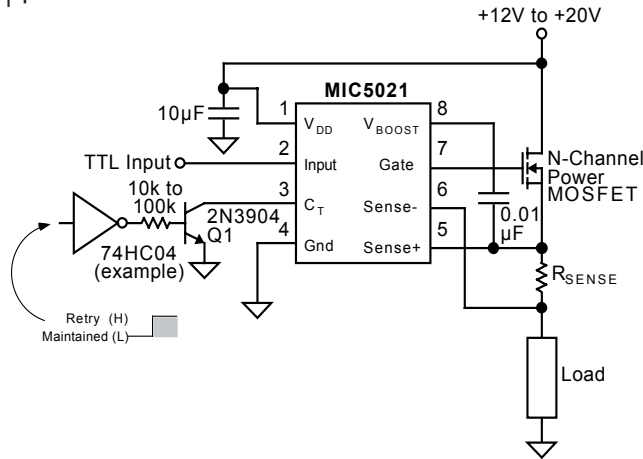 +12V to +20V
MIC5021
10µF
1
8
VDD
VBOOST
2
7
N-Channel
Power
MOSFET
TTL Input
Input
Gate
10k to
100k
3
6
CT
Sense-
2N3904
Q1
0.01
µF
4
5
Gnd
Sense+
74HC04
(example)
RSENSE
Retry (H)
Maintained (L)
Load